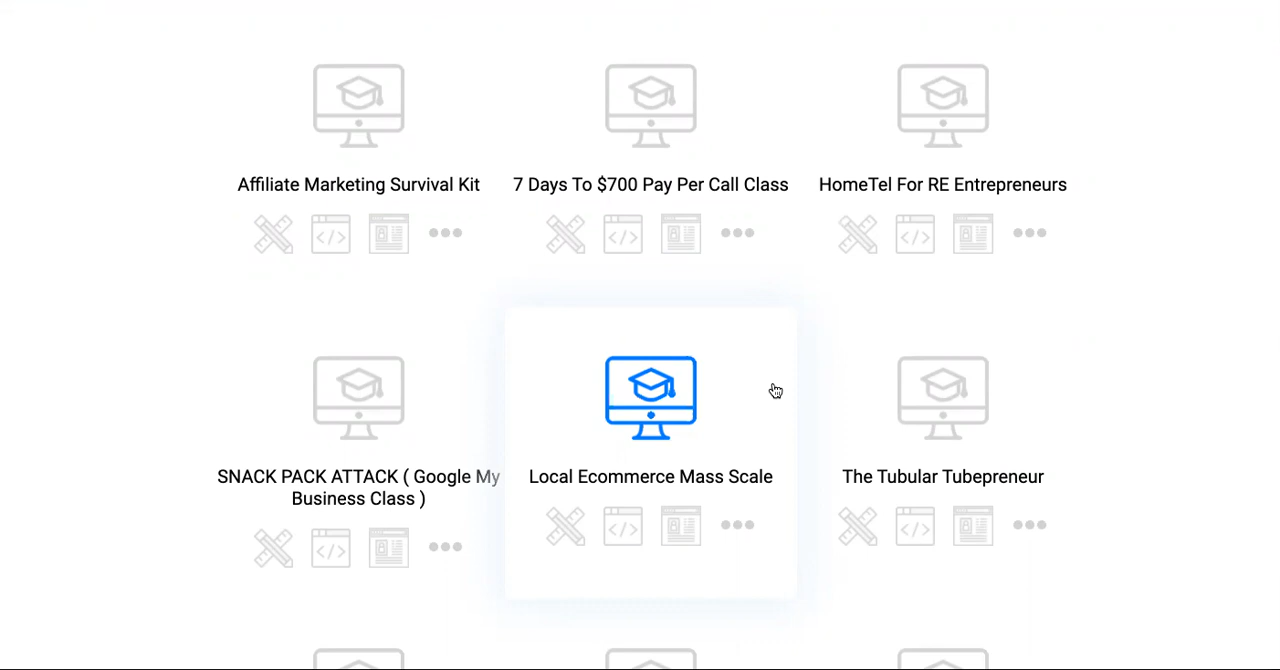 Affiliate Marketing Survival Kit
7 Days To $700 Pay Per Call Class
HomeTel For RE Entrepreneurs
SNACK PACK ATTACK ( Google My
Business Class )
Local Ecommerce Mass Scale
The Tubular Tubepreneur